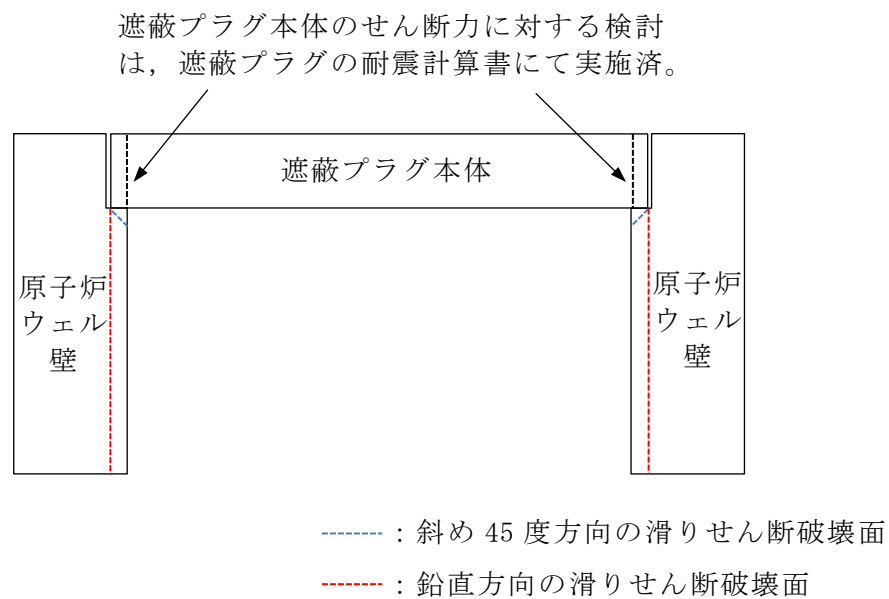 遮蔽プラグ本体のせん断力に対する検討
は，遮蔽プラグの耐震計算書にて実施済。
遮蔽プラグ本体
原子炉
ウェル
壁
原子炉
ウェル
壁
：斜め 45 度方向の滑りせん断破壊面
：鉛直方向の滑りせん断破壊面